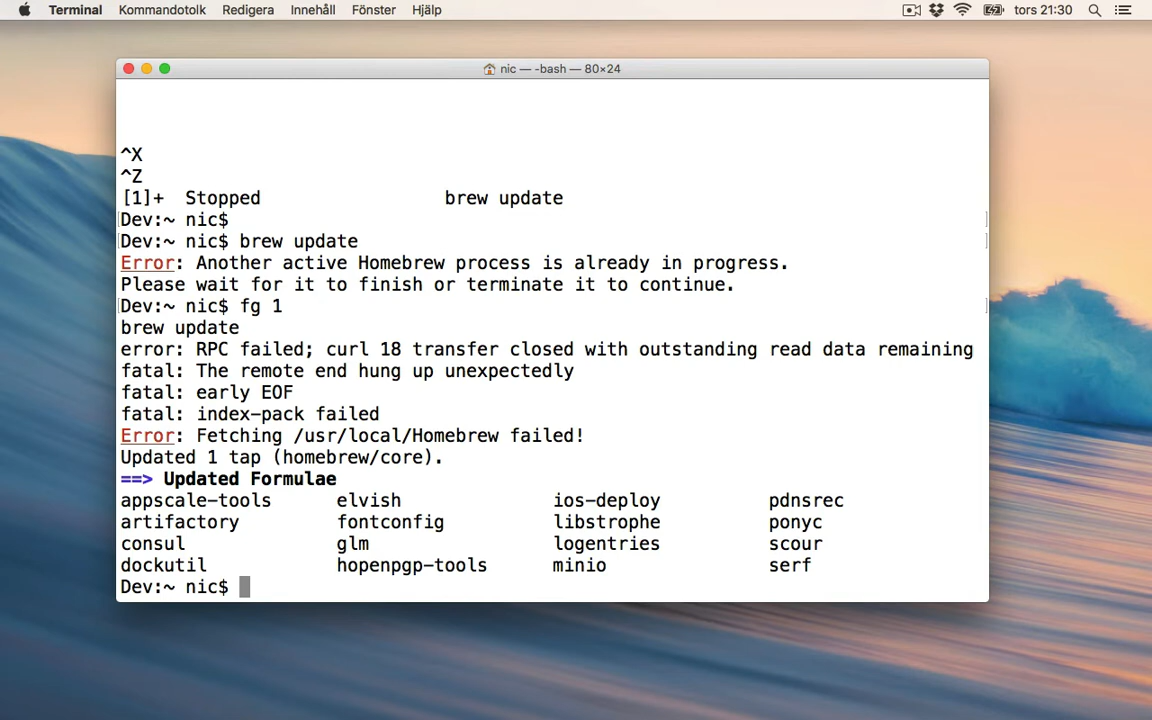 Terminal Kommandotolk Redigera Innehåll Fönster Hjälp tors 21:30
nic — -bash — 80×24
^X
^Z
[1]+  Stopped                 brew update
Dev:~ nic$
Dev:~ nic$ brew update
Error: Another active Homebrew process is already in progress.
Please wait for it to finish or terminate it to continue.
Dev:~ nic$ fg 1
brew update
error: RPC failed; curl 18 transfer closed with outstanding read data remaining
fatal: The remote end hung up unexpectedly
fatal: early EOF
fatal: index-pack failed
Error: Fetching /usr/local/Homebrew failed!
Updated 1 tap (homebrew/core).
==> Updated Formulae
appscale-tools      elvish              ios-deploy          pdnsrec
artifactory         fontconfig          libstrophe          ponyc
consul              glm                 logentries          scour
dockutil            hopenpgp-tools      minio               serf
Dev:~ nic$